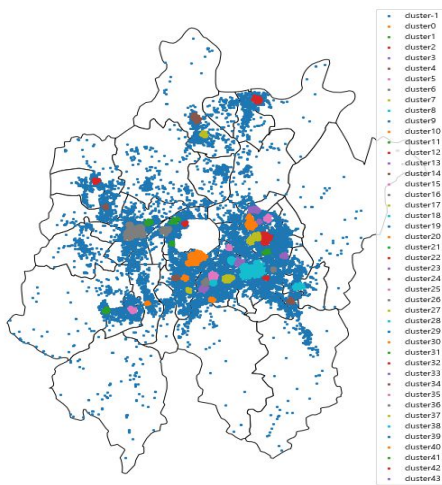 cluster-1
cluster0
cluster1
cluster2
cluster3
cluster4
cluster5
cluster6
cluster7
cluster8
cluster9
cluster10
cluster11
cluster12
cluster13
cluster14
cluster15
cluster16
cluster17
cluster18
cluster19
cluster20
cluster21
cluster22
cluster23
cluster24
cluster25
cluster26
cluster27
cluster28
cluster29
cluster30
cluster31
cluster32
cluster33
cluster34
cluster35
cluster36
cluster37
cluster38
cluster39
cluster40
cluster41
cluster42
cluster43